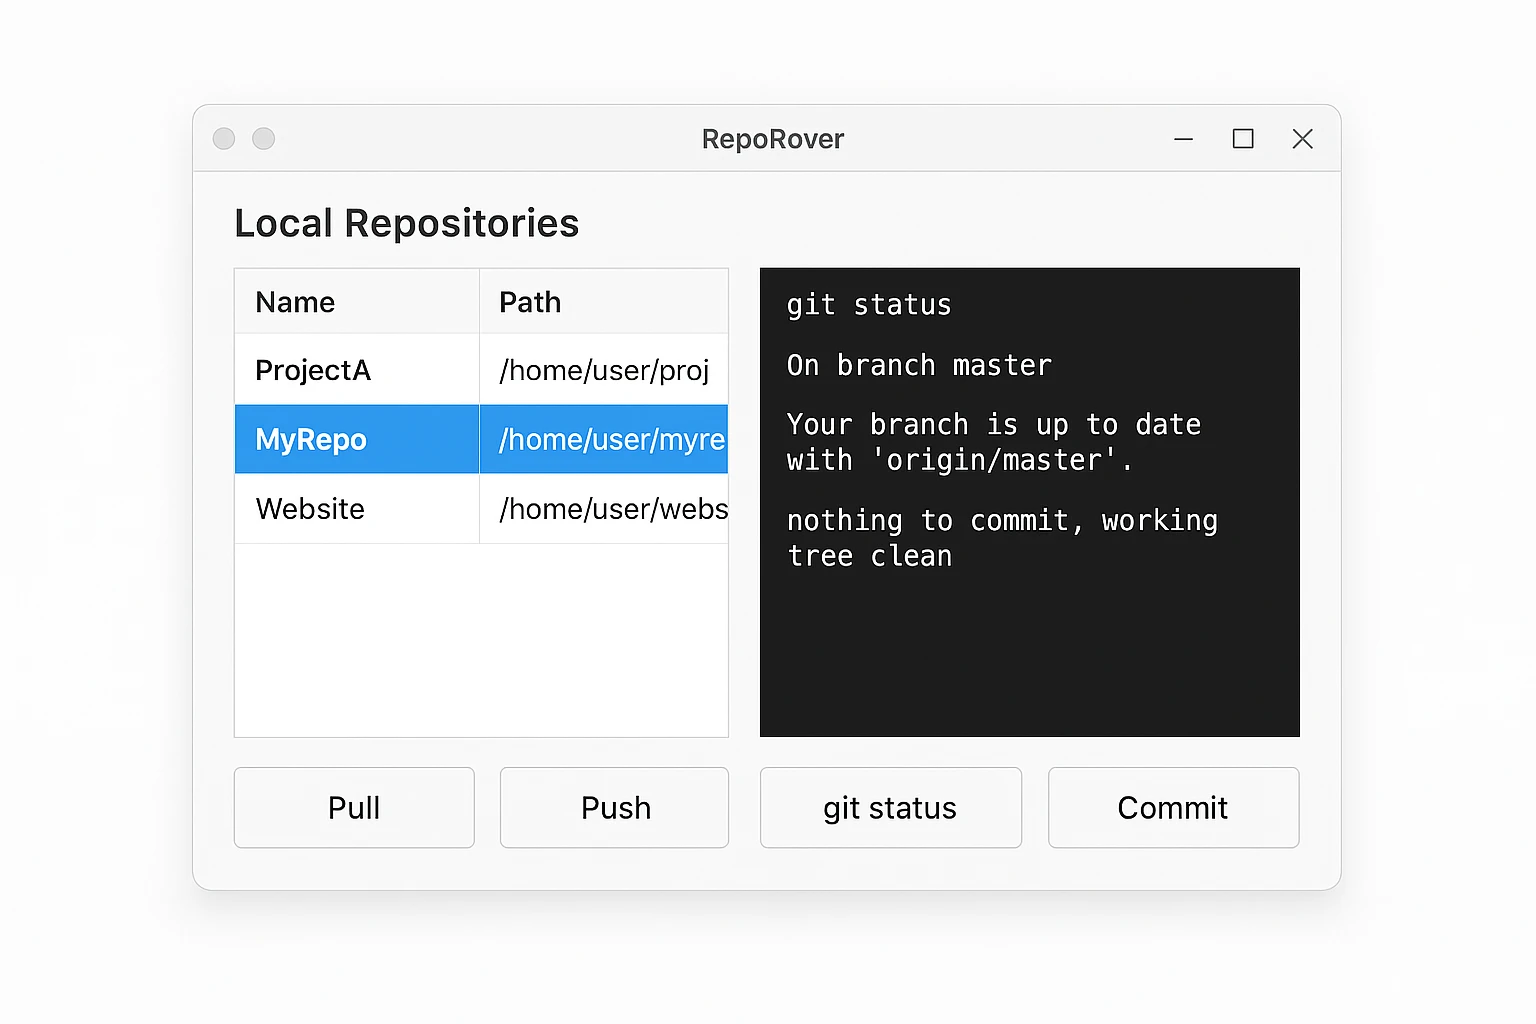 RepoRover
Local Repositories
Name Path
ProjectA /home/user/proj
MyRepo /home/user/myre
Website /home/user/webs
git status
On branch master
Your branch is up to date
with 'origin/master'.
nothing to commit, working
tree clean
Pull Push git status Commit